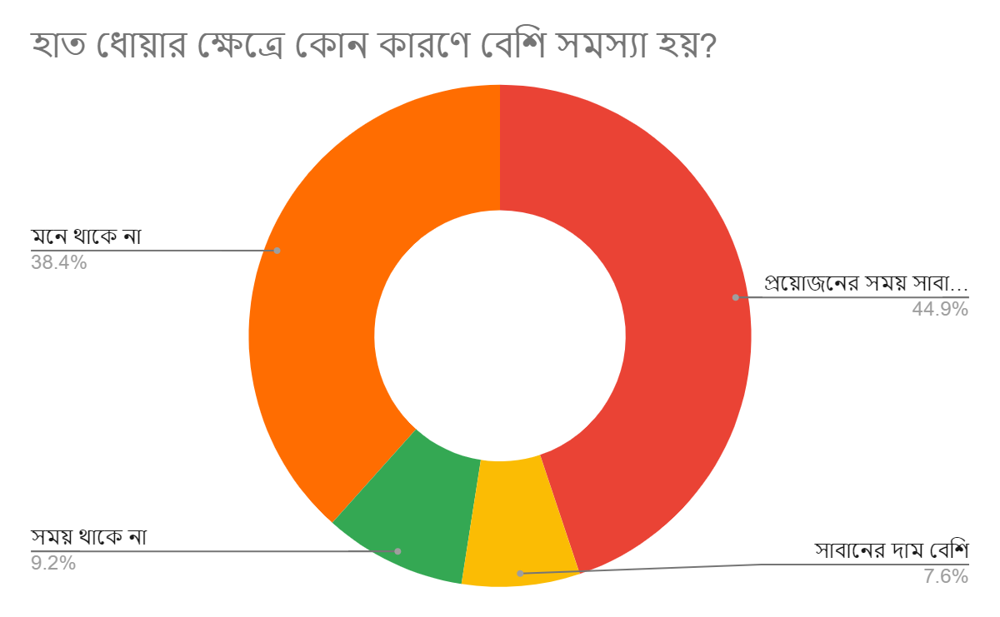 হাত ধোয়ার ক্ষেত্রে কোন কারণে বেশি সমস্যা হয়?
মনে থাকে না
38.4%
প্রয়োজনের সময় সাবা...
44.9%
সময় থাকে না
9.2%
সাবানের দাম বেশি
7.6%